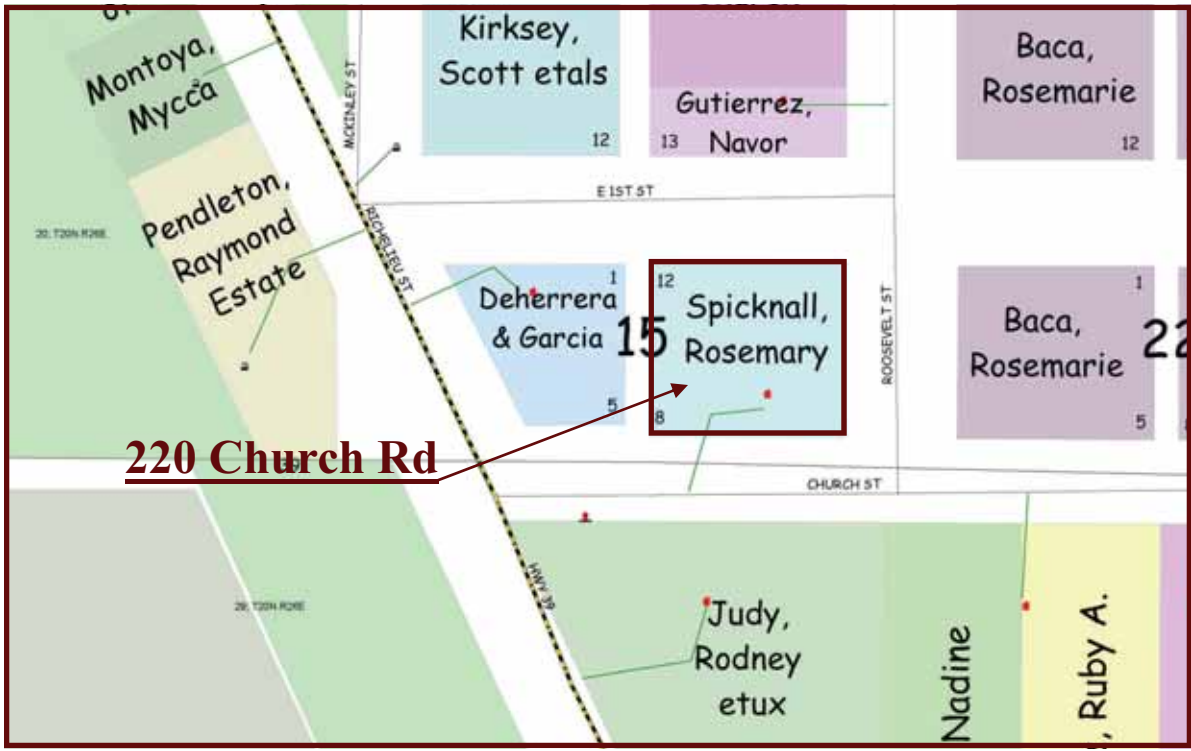 Montoya,
Mycca
MCKINLEY ST
Kirksey,
Scott etals
12
Gutierrez,
13 Navor
Baca,
Rosemarie
12
E 1ST ST
20, T20N R26E
Pendleton,
Raymond
Estate
RICHELIEU ST
1
Deherrera
& Garcia
5
15
12
Spicknall,
Rosemary
8
ROOSEVELT ST
1
Baca,
Rosemarie
5
22
220 Church Rd
CHURCH ST
29, T20N R26E
HWY 39
Judy,
Rodney
etux
Nadine
, Ruby A.